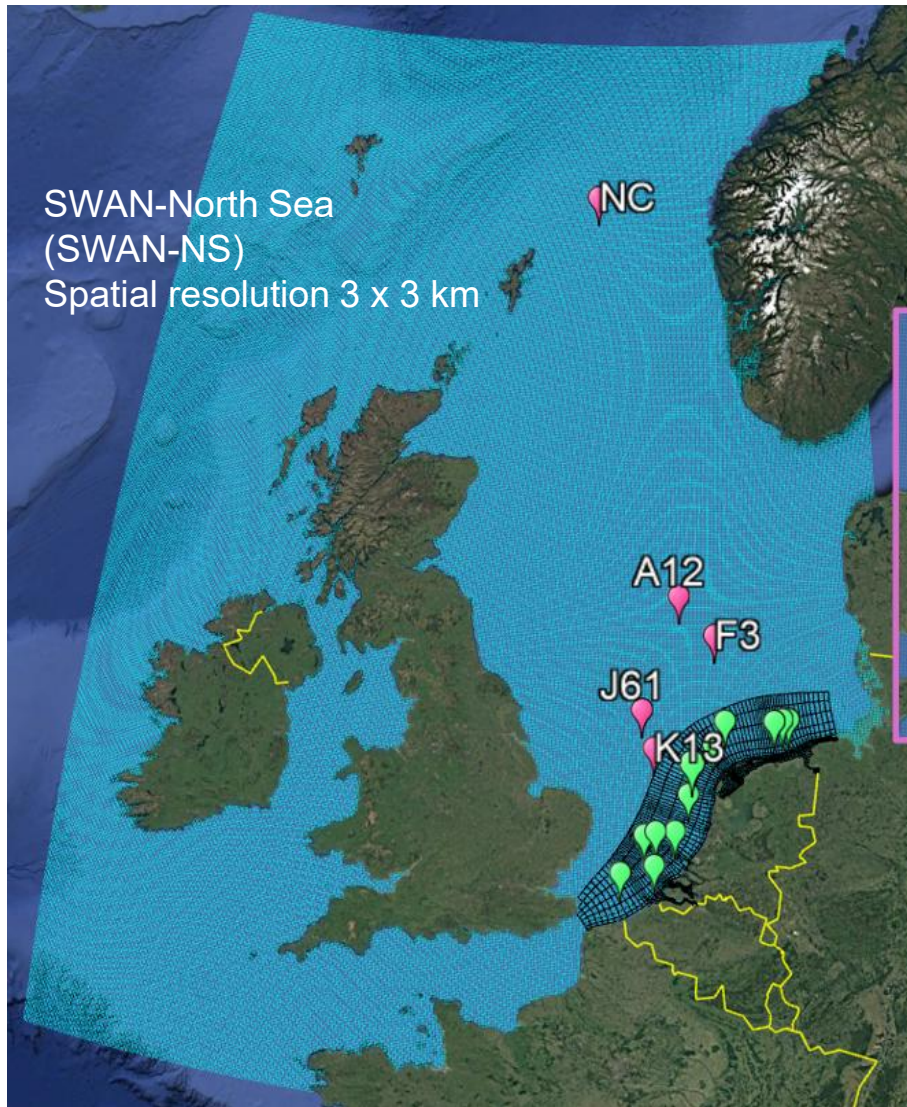 SWAN-North Sea
(SWAN-NS)
Spatial resolution 3 x 3 km
NC
A12
F3
J61
K13